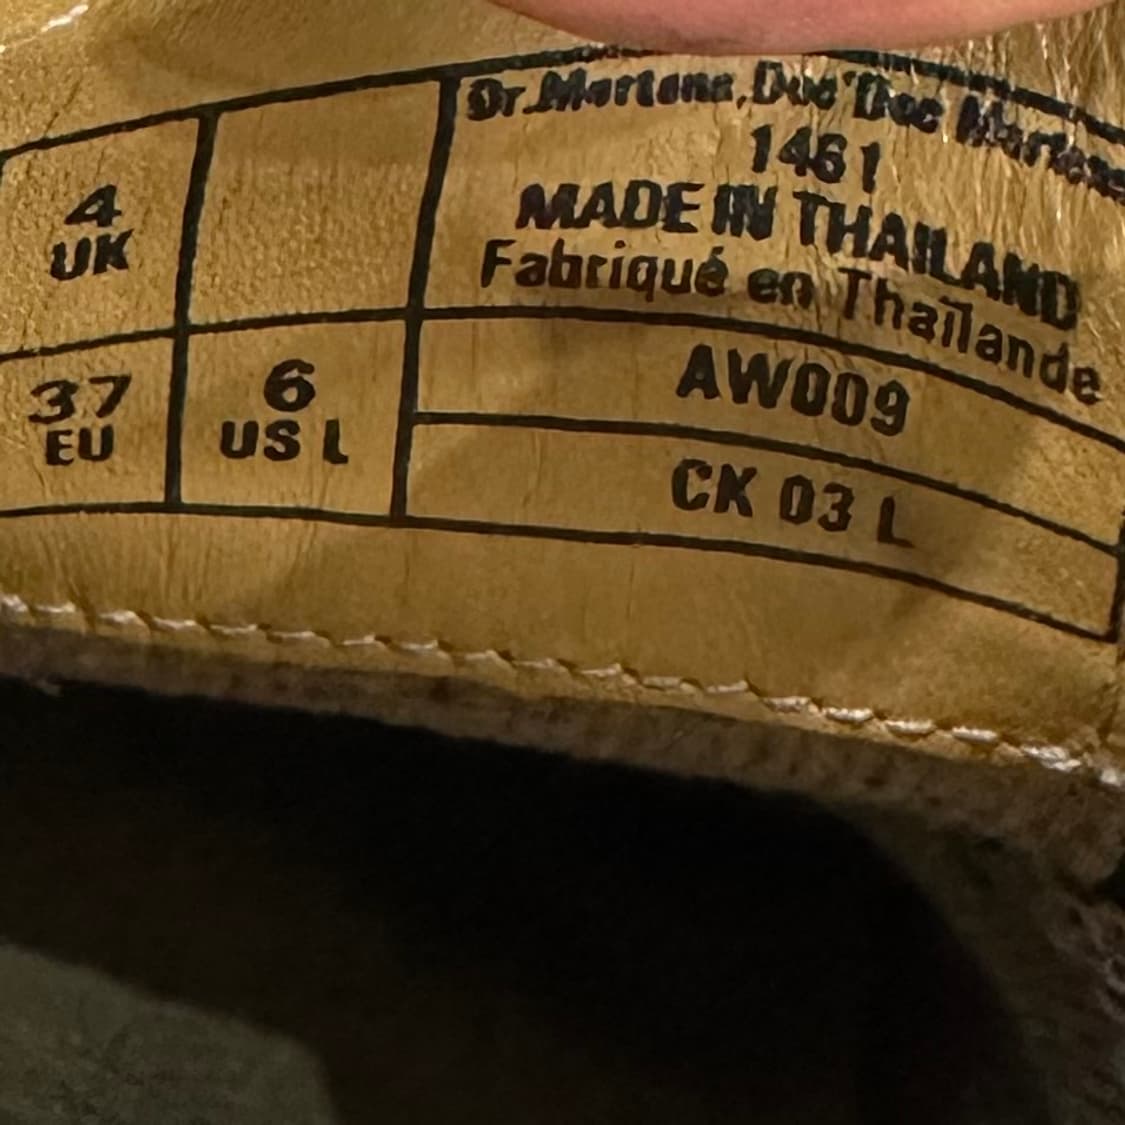 4
UK
37
EU
6
US L
Dr.Martens, Doc Doc Martens
1461
MADE IN THAILAND
Fabriqué en Thaïlande
AW009
CK 03 L